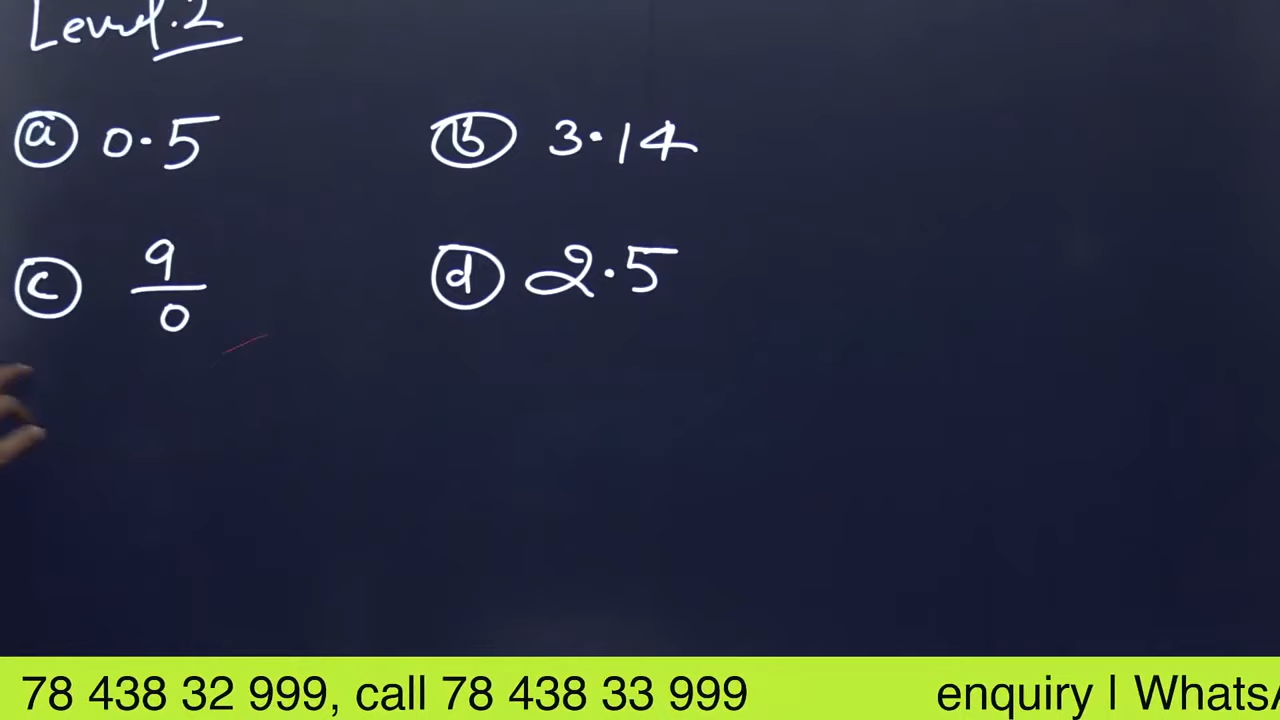 Level.2
a 0.5
b 3.14
c 9/0
d 2.5
78 438 32 999, call 78 438 33 999 enquiry | WhatsA